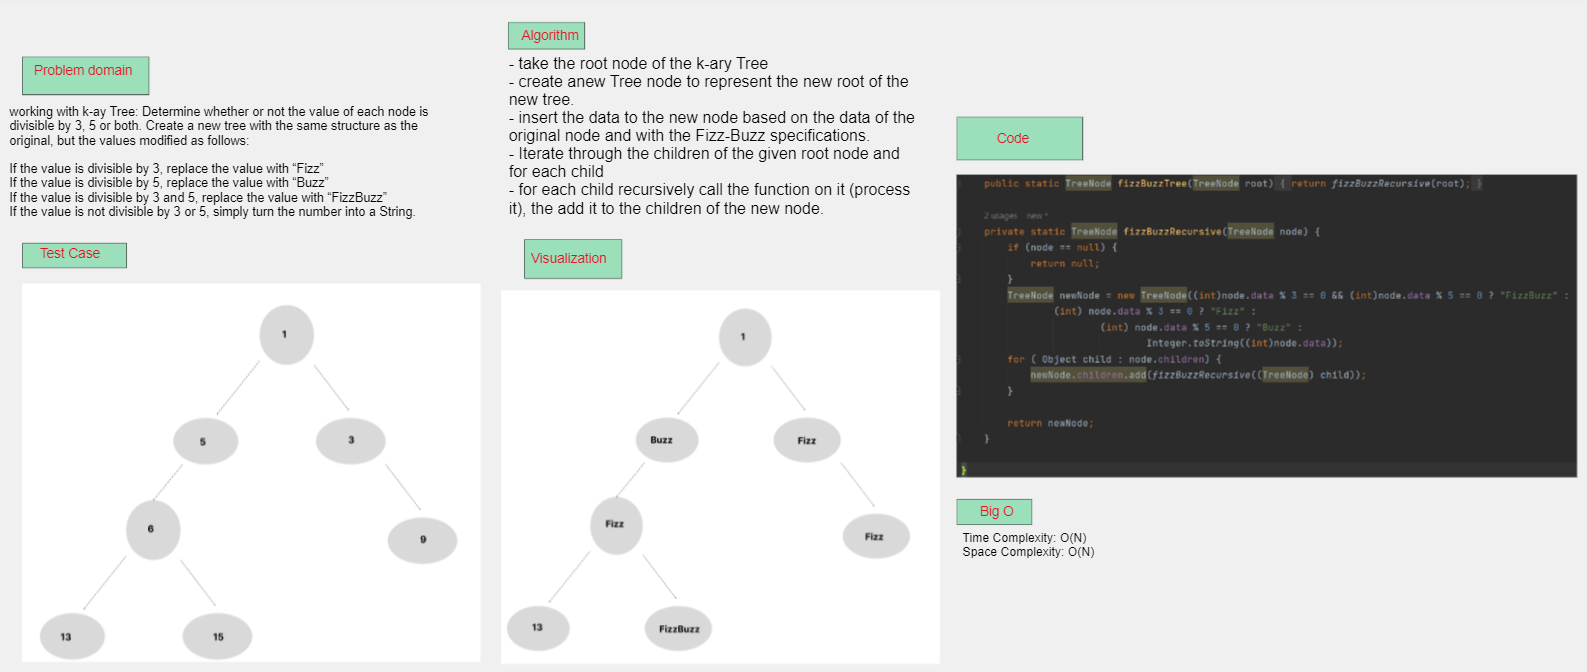 Problem domain
working with k-ay Tree: Determine whether or not the value of each node is
divisible by 3, 5 or both. Create a new tree with the same structure as the
original, but the values modified as follows:
If the value is divisible by 3, replace the value with “Fizz”
If the value is divisible by 5, replace the value with “Buzz”
If the value is divisible by 3 and 5, replace the value with “FizzBuzz”
If the value is not divisible by 3 or 5, simply turn the number into a String.
Test Case
1
5
3
6
9
13
15
Algorithm
- take the root node of the k-ary Tree
- create anew Tree node to represent the new root of the
new tree.
- insert the data to the new node based on the data of the
original node and with the Fizz-Buzz specifications.
- Iterate through the children of the given root node and
for each child
- for each child recursively call the function on it (process
it), the add it to the children of the new node.
Visualization
1
Buzz
Fizz
Fizz
Fizz
13
FizzBuzz
Code
public static TreeNode fizzBuzzTree(TreeNode root) { return fizzBuzzRecursive(root); }
2 usages new *
private static TreeNode fizzBuzzRecursive(TreeNode node) {
if (node == null) {
return null;
}
TreeNode newNode = new TreeNode((int)node.data % 3 == 0 && (int)node.data % 5 == 0 ? "FizzBuzz" :
(int) node.data % 3 == 0 ? "Fizz" :
(int) node.data % 5 == 0 ? "Buzz" :
Integer.toString((int)node.data));
for ( Object child : node.children) {
newNode.children.add(fizzBuzzRecursive((TreeNode) child));
}
return newNode;
}
}
Big O
Time Complexity: O(N)
Space Complexity: O(N)